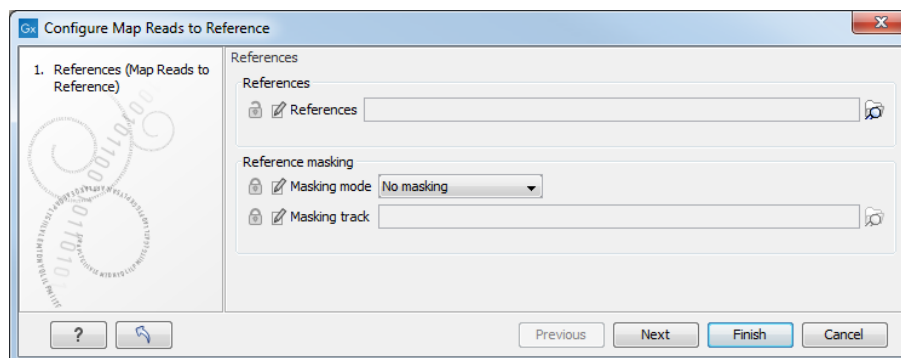 Gx Configure Map Reads to Reference
X
1. References (Map Reads to
Reference)
References
References
References
Reference masking
Masking mode No masking
Masking track
? Previous Next Finish Cancel